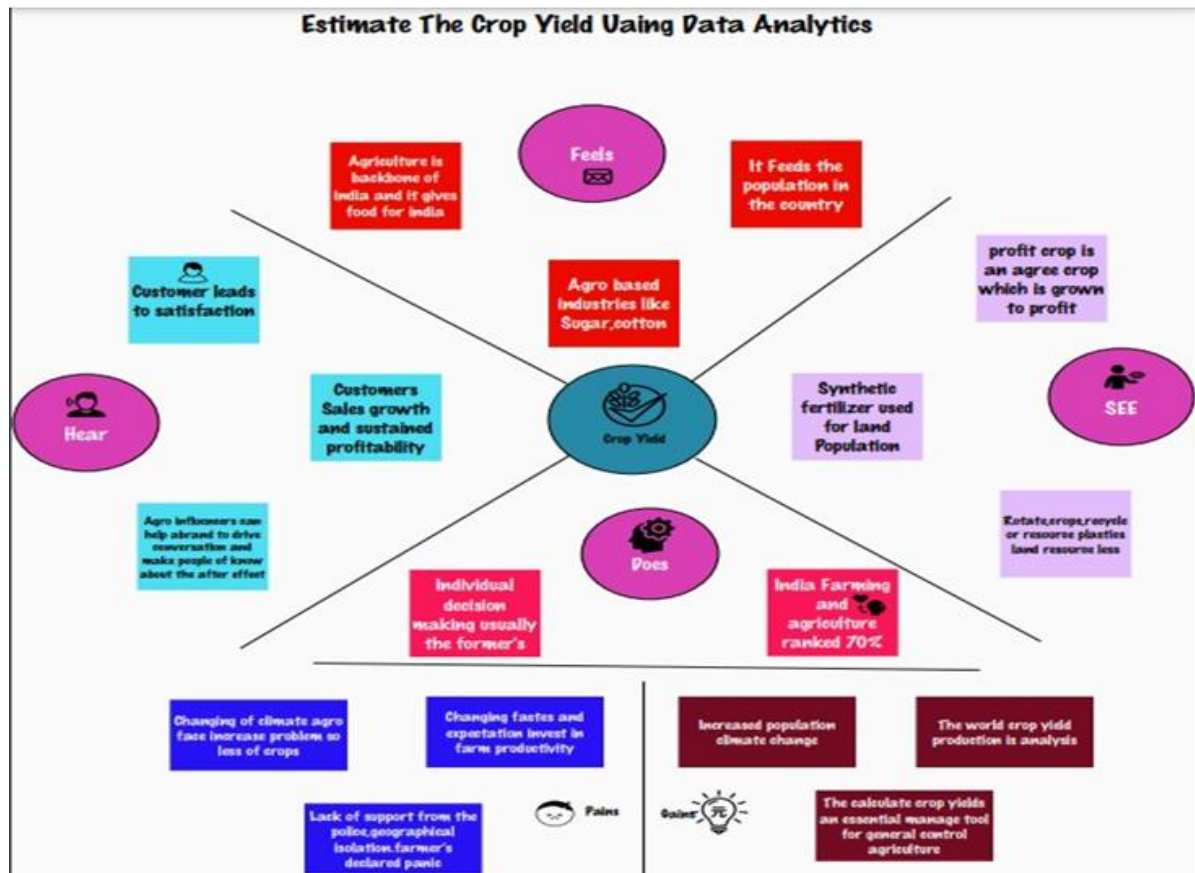 Estimate The Crop Yield Uaing Data Analytics
Feels
Agriculture is
backbone of
india and it gives
food for india
It Feeds the
population in
the country
Agro based
industries like
Sugar,cotton
Customer leads
to satisfaction
Customers
Sales growth
and sustained
profitability
Hear
Agro influencers can
help abrand to drive
conversation and
make people of know
about the after effect
Crop Yield
profit crop is
an agree crop
which is grown
to profit
Synthetic
fertilizer used
for land
Population
SEE
Rotate,crops,recycle
or resource plastics
land resource less
Does
Individual
decision
making usually
the former's
India Farming
and
agriculture
ranked 70%
Changing of climate agro
face increase problem so
less of crops
Changing fastes and
expectation invest in
farm productivity
Lack of support from the
police,geographical
isolation.farmer's
declared panic
Pains
Gains
π
Increased population
climate change
The world crop yield
production is analysis
The calculate crop yields
an essential manage tool
for general control
agriculture